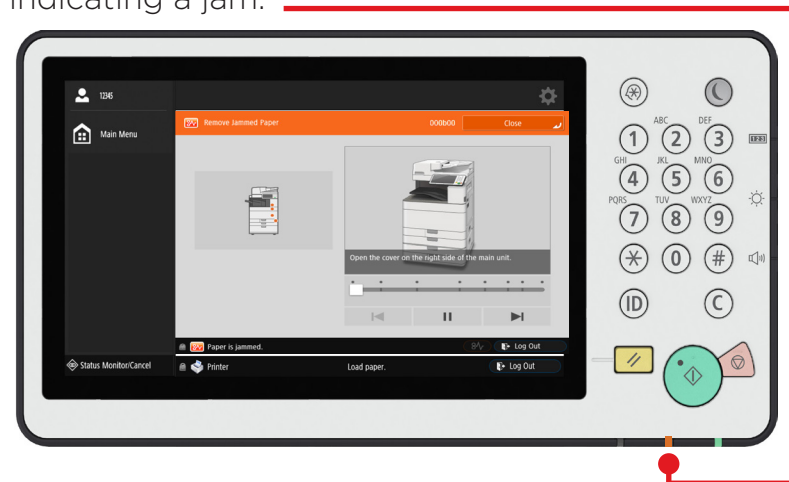 indicating a jam.
12345
Main Menu
Remove Jammed Paper
000b00
Close
Open the cover on the right side of the main unit.
Paper is jammed.
Log Out
Status Monitor/Cancel
Printer
Load paper.
Log Out
ABC DEF
1 2 3
GHI JKL MNO
4 5 6
PQRS TUV WXYZ
7 8 9
* 0 #
ID C
123